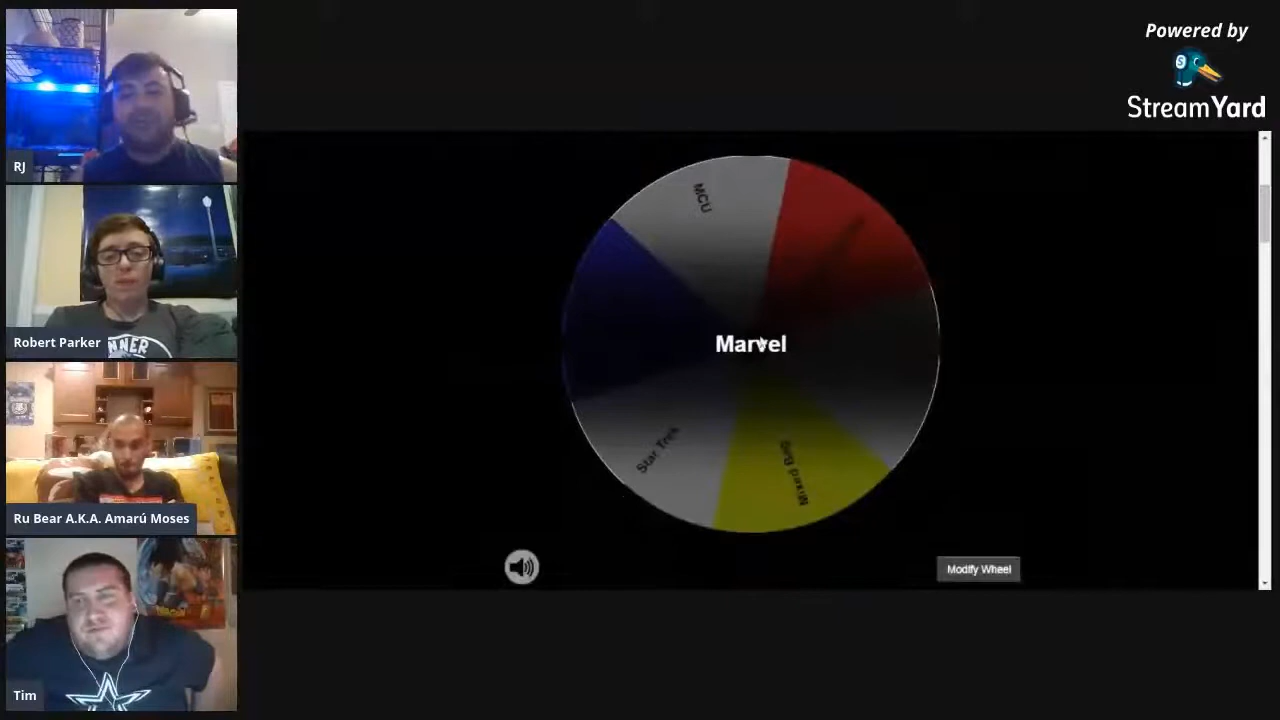 Powered by
StreamYard
RJ
Robert Parker
NNER
Ru Bear A.K.A. Amarú Moses
Tim
MCU
Marvel
Star Trek
Mixed Bag
Modify Wheel